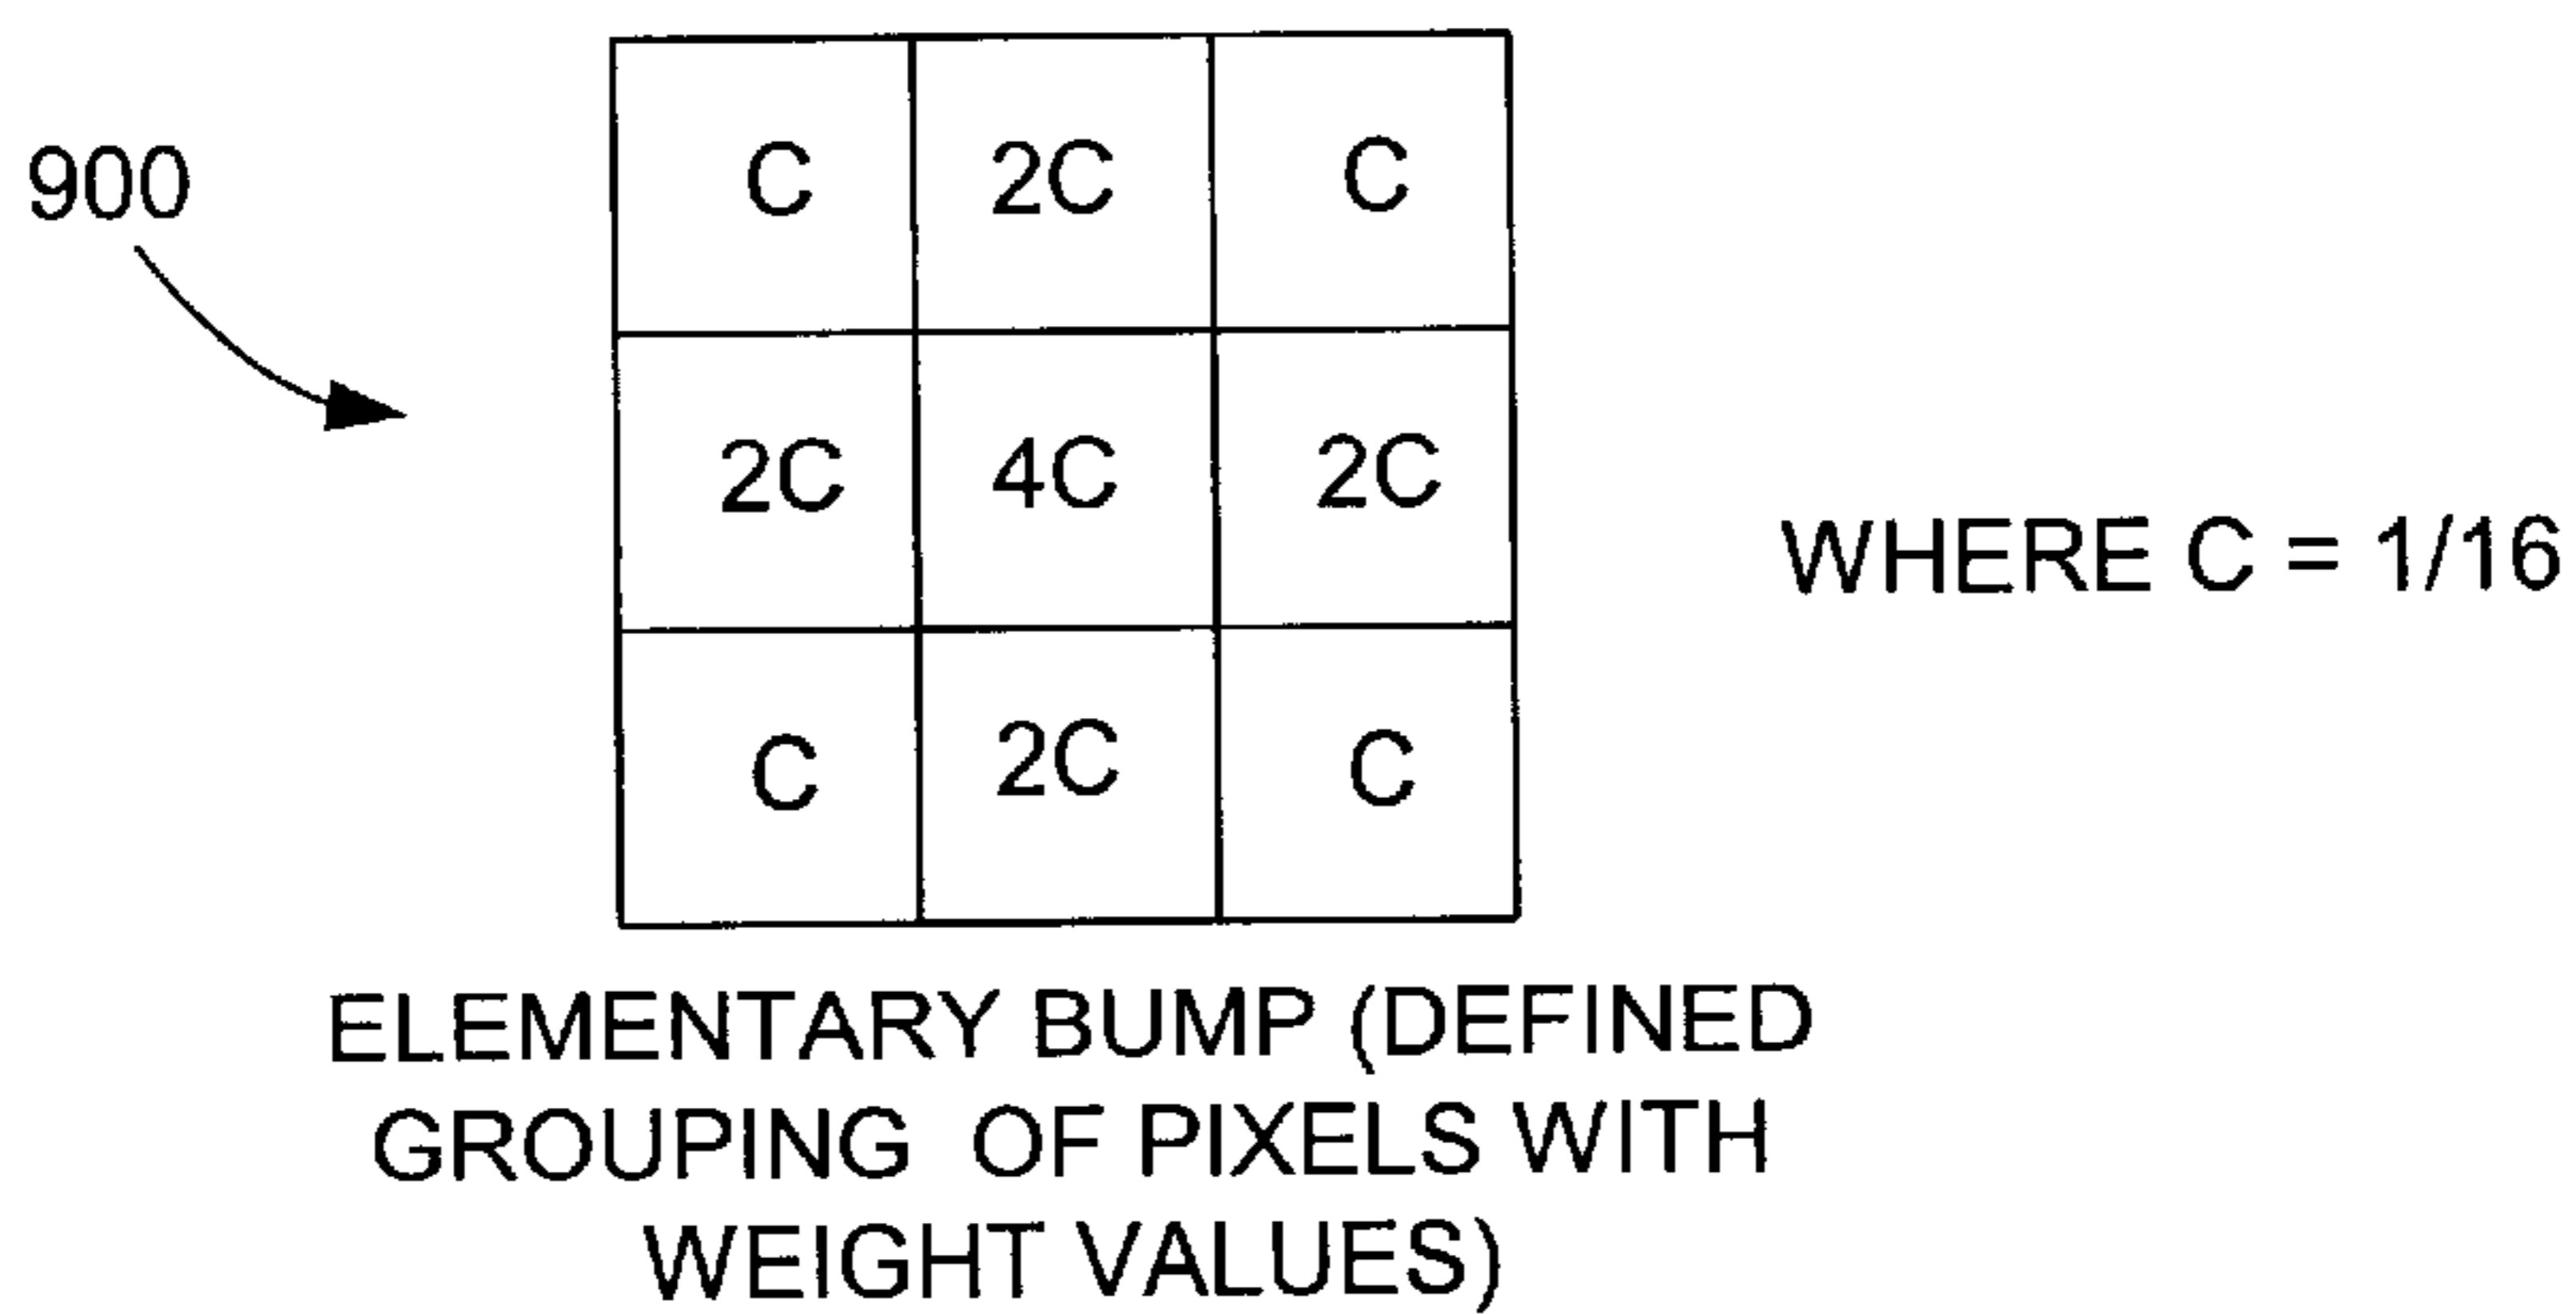 900
C 2C C
2C 4C 2C
WHERE C = 1/16
C 2C C
ELEMENTARY BUMP (DEFINED
GROUPING OF PIXELS WITH
WEIGHT VALUES)